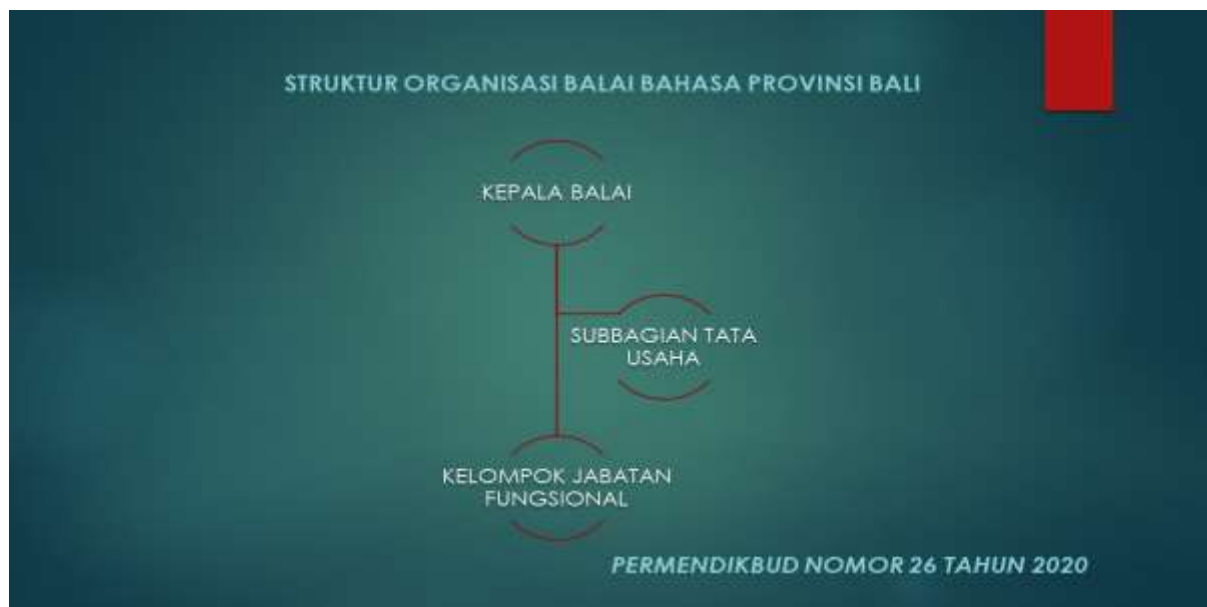 STRUKTUR ORGANISASI BALAI BAHASA PROVINSI BALI
KEPALA BALAI
SUBBAGIAN TATA
USAHA
KELOMPOK JABATAN
FUNGSIONAL
PERMENDIKBUD NOMOR 26 TAHUN 2020